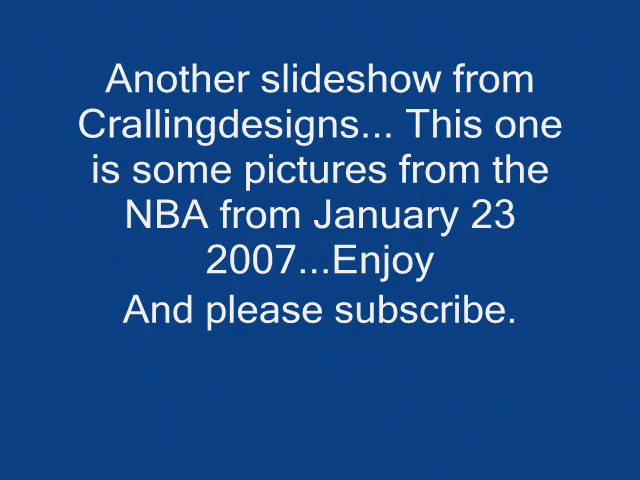 Another slideshow from
Crallingdesigns... This one
is some pictures from the
NBA from January 23
2007...Enjoy
And please subscribe.